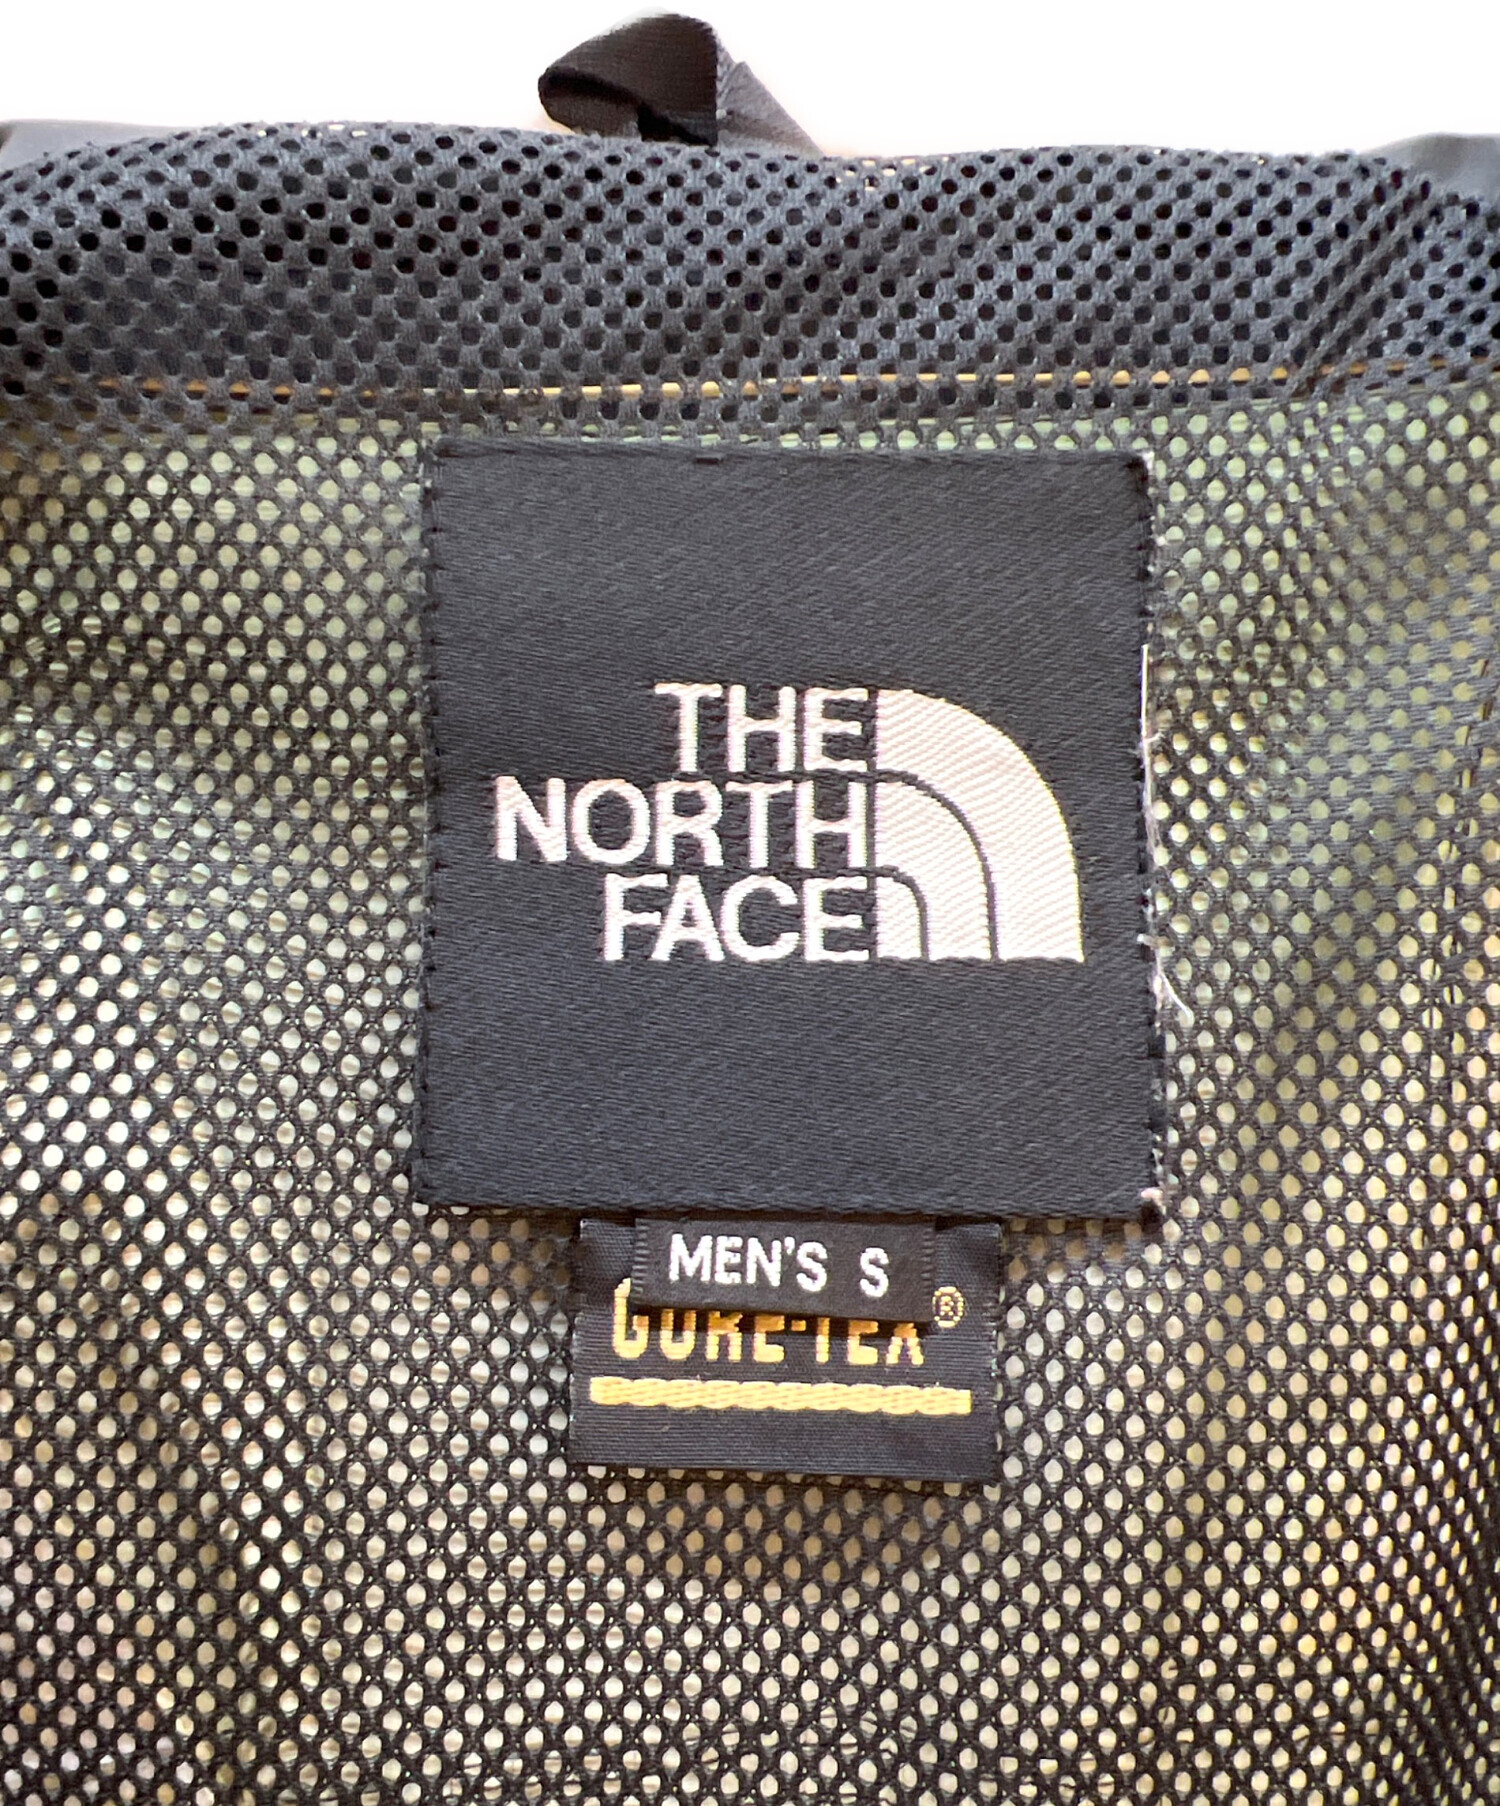 THE
NORTH
FACE
MEN'S S
GORE-TEX®